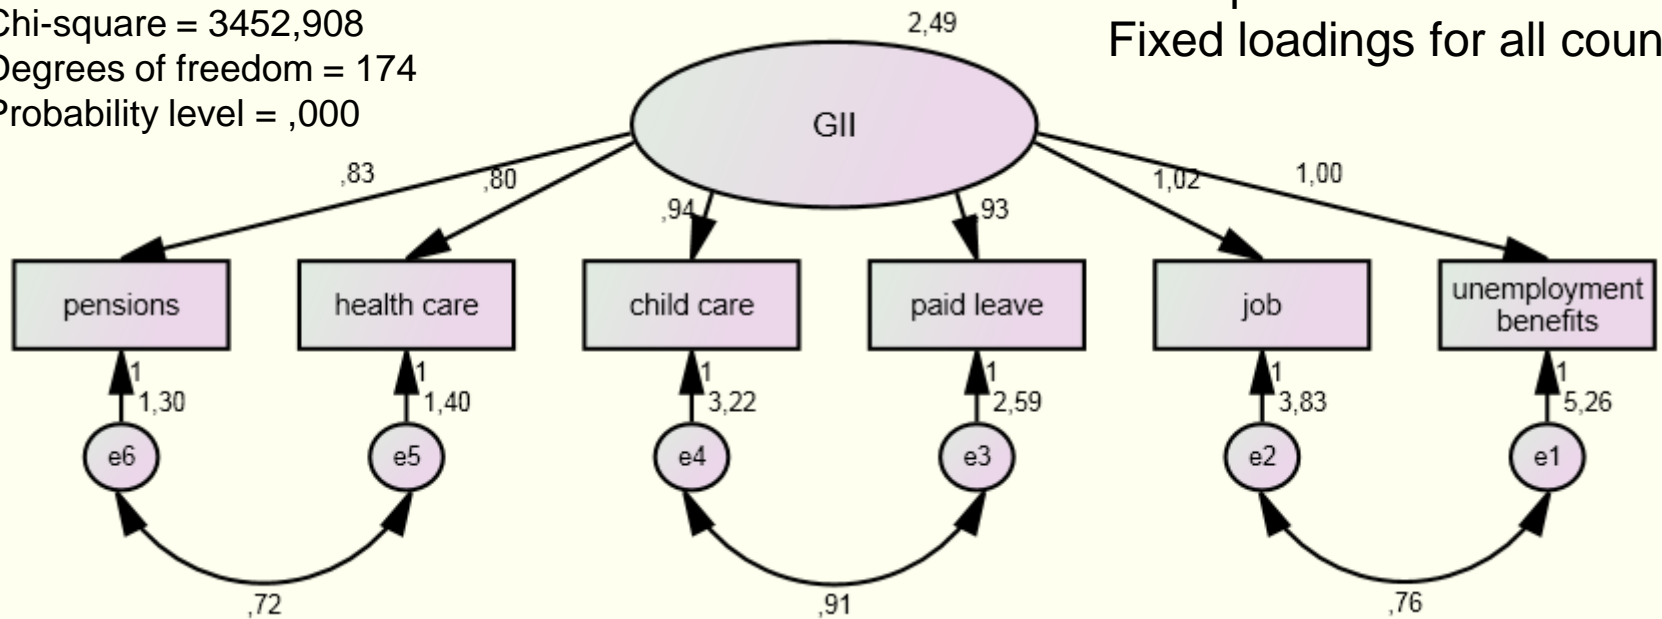 Chi-square = 3452,908
Degrees of freedom = 174
Probability level = ,000
2,49
Fixed loadings for all coun
GII
,83
,80
,94
,93
1,02
1,00
pensions
health care
child care
paid leave
job
unemployment
benefits
1
1,30
1
1,40
1
3,22
1
2,59
1
3,83
1
5,26
e6
e5
e4
e3
e2
e1
,72
,91
,76